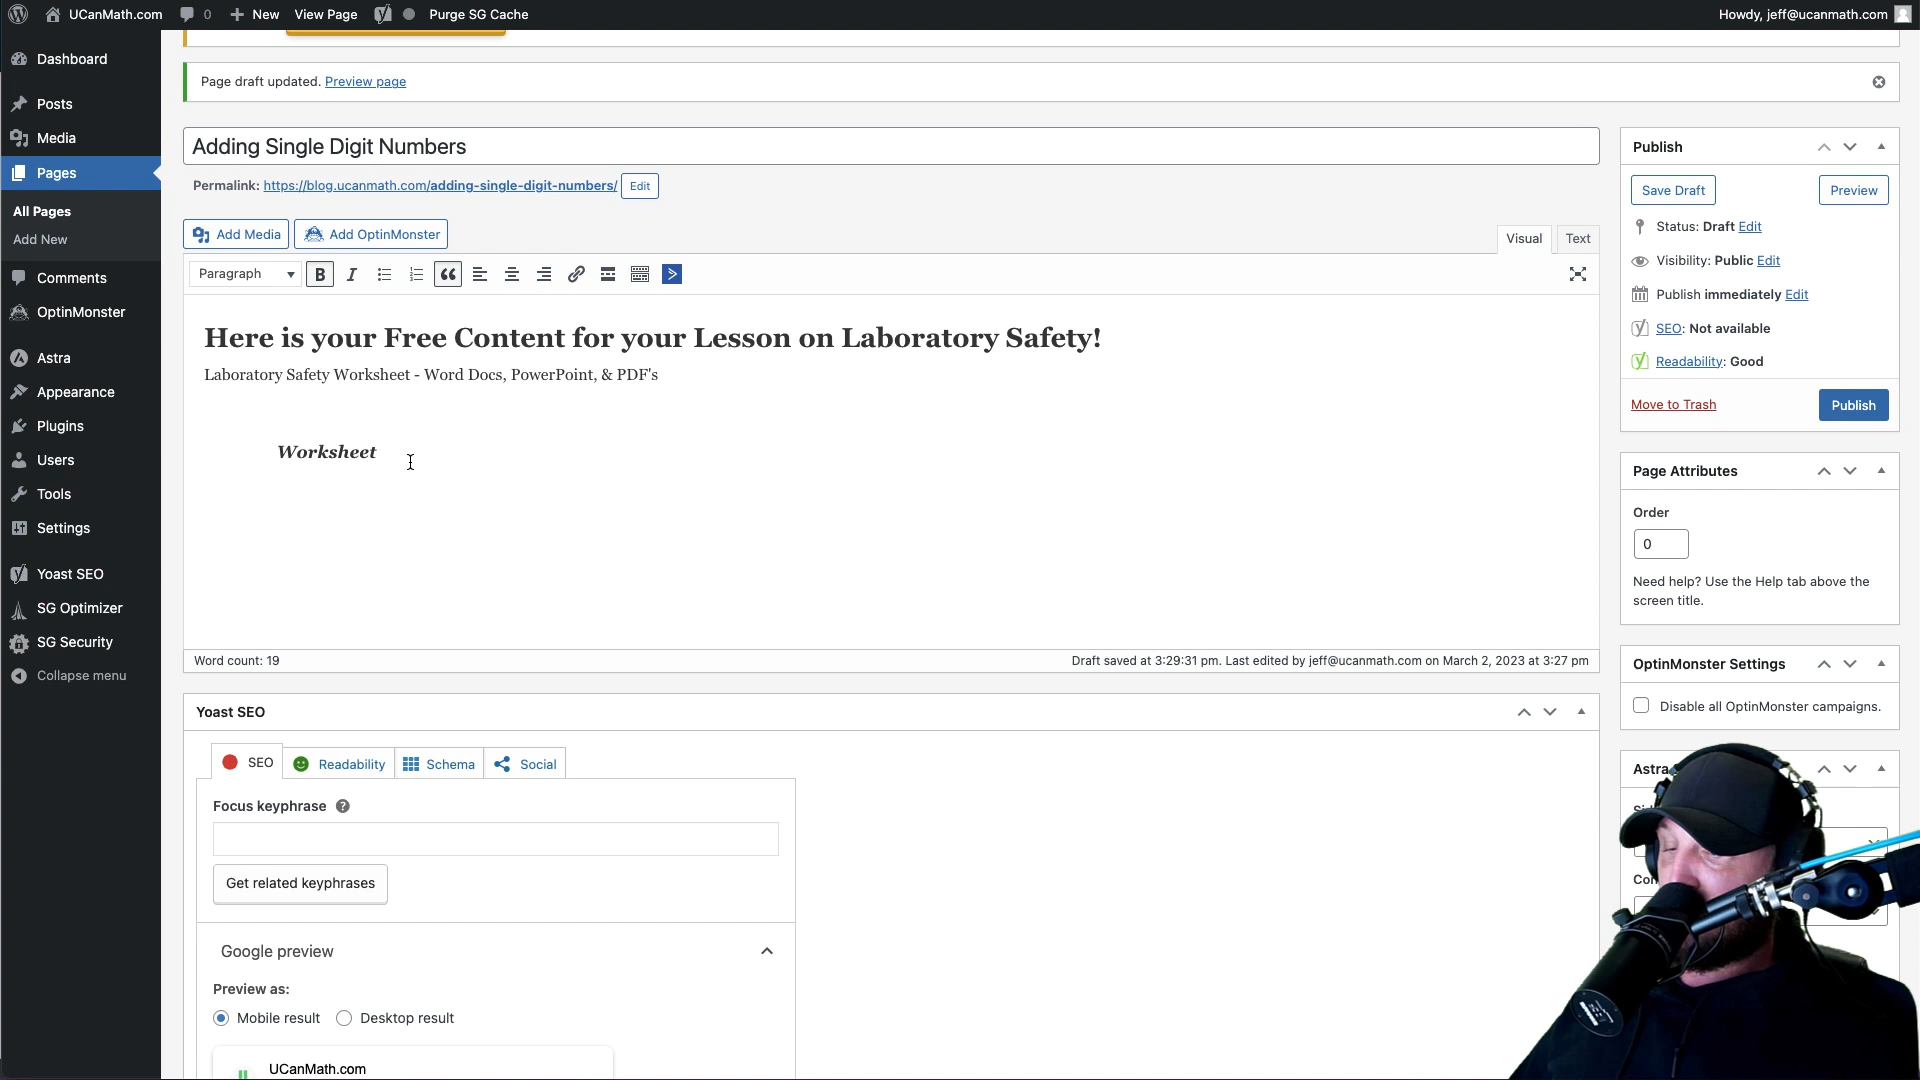 UCanMath.com
0
New
View Page
Purge SG Cache
Howdy, jeff@ucanmath.com
Dashboard
Posts
Media
Pages
All Pages
Add New
Comments
OptinMonster
Astra
Appearance
Plugins
Users
Tools
Settings
Yoast SEO
SG Optimizer
SG Security
Collapse menu
Page draft updated. Preview page
Adding Single Digit Numbers
Permalink: https://blog.ucanmath.com/adding-single-digit-numbers/ Edit
Add Media
Add OptinMonster
Visual
Text
Paragraph
Here is your Free Content for your Lesson on Laboratory Safety!
Laboratory Safety Worksheet - Word Docs, PowerPoint, & PDF's
Worksheet
Word count: 19
Draft saved at 3:29:31 pm. Last edited by jeff@ucanmath.com on March 2, 2023 at 3:27 pm
Yoast SEO
SEO
Readability
Schema
Social
Focus keyphrase
Get related keyphrases
Google preview
Preview as:
Mobile result
Desktop result
UCanMath.com
Publish
Save Draft
Preview
Status: Draft Edit
Visibility: Public Edit
Publish immediately Edit
SEO: Not available
Readability: Good
Move to Trash
Publish
Page Attributes
Order
0
Need help? Use the Help tab above the
screen title.
OptinMonster Settings
Disable all OptinMonster campaigns.
Astra